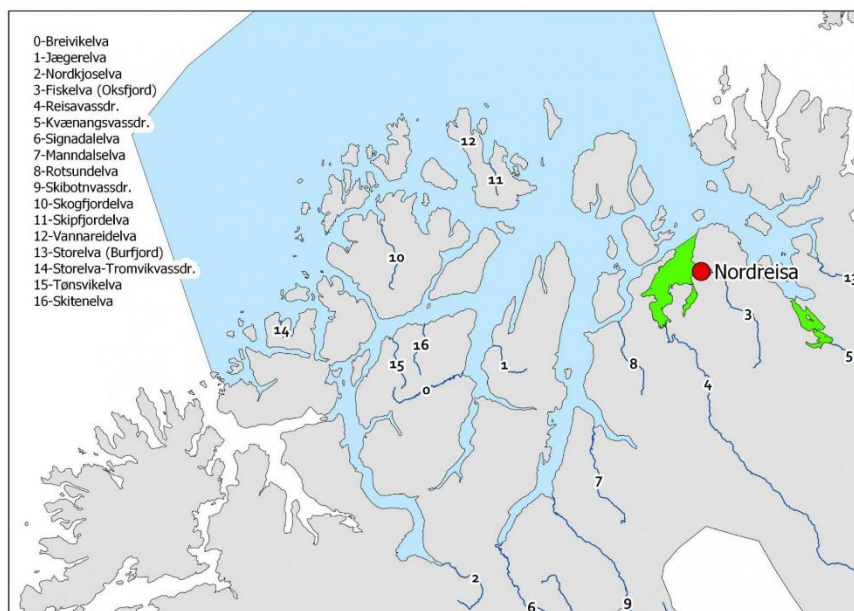 0-Breivikelva
1-Jægerelva
2-Nordkjoselva
3-Fiskelva (Oksfjord)
4-Reisavassdr.
5-Kvænangsvassdr.
6-Signadalelva
7-Manndalselva
8-Rotsundelva
9-Skibotnvassdr.
10-Skogfjordelva
11-Skipfjordelva
12-Vannareidelva
13-Storelva (Burfjord)
14-Storelva-Tromvikvassdr.
15-Tønsvikelva
16-Skitenelva
12
11
10
Nordreisa
13
14
3
16
15
1
5
0
8
4
7
2
6
9